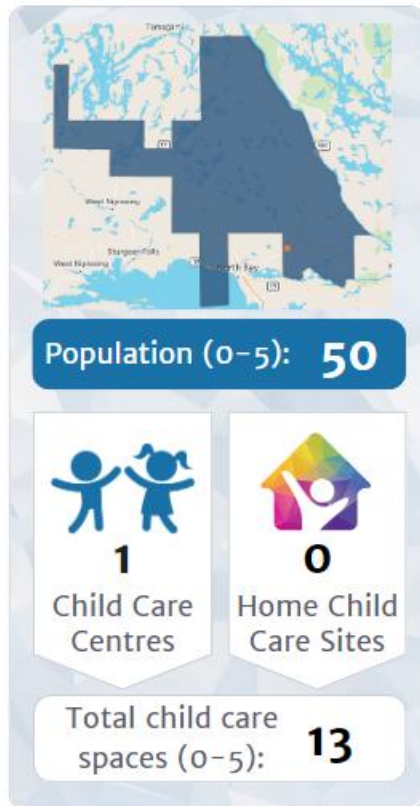 Temagami
West Nipissing
Sturgeon Falls
West Nipissing
North Bay
Population (0-5): 50
1
Child Care
Centres
0
Home Child
Care Sites
Total child care
spaces (0-5):
13